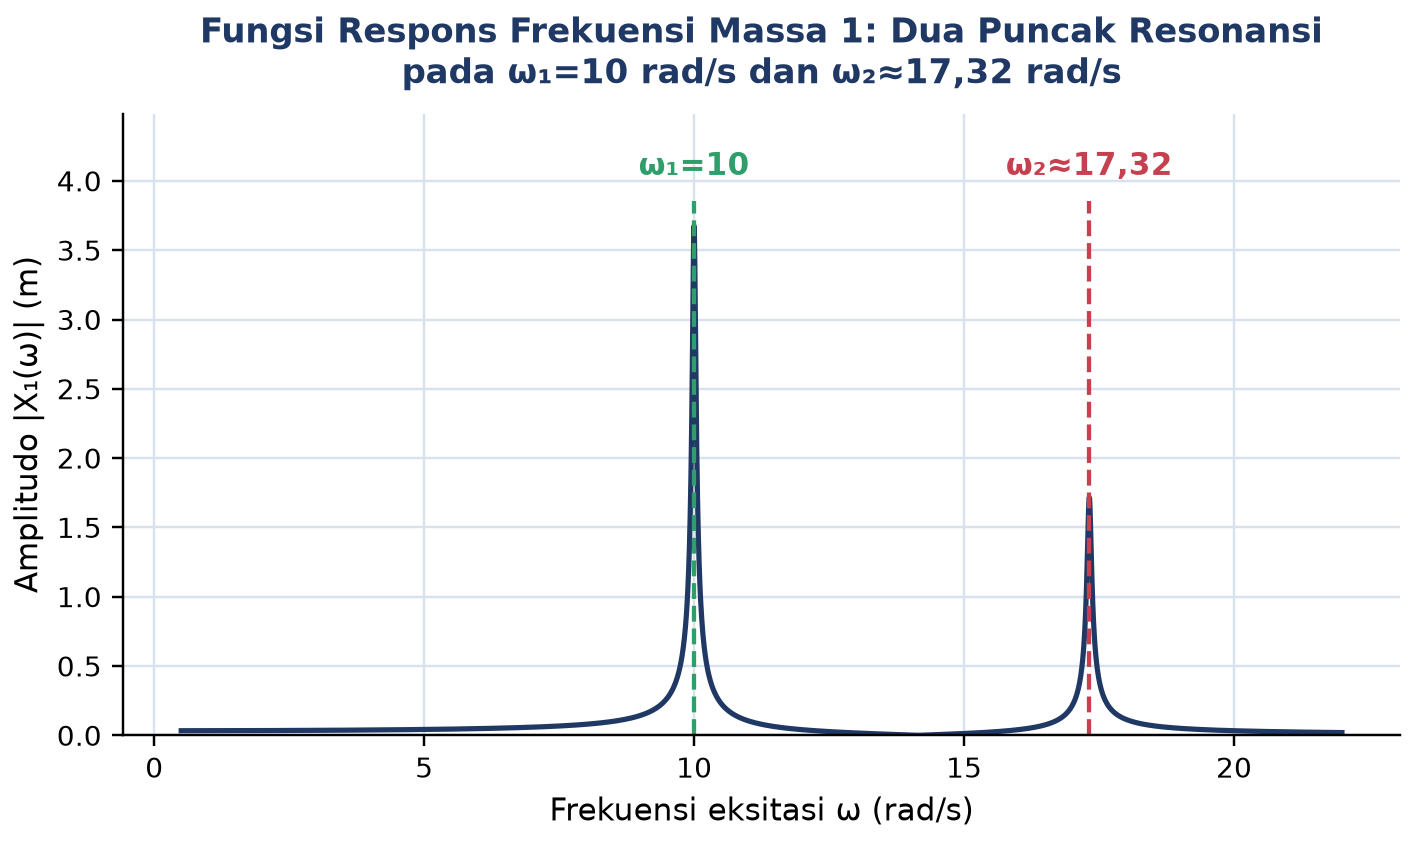 Fungsi Respons Frekuensi Massa 1: Dua Puncak Resonansi
pada ω₁=10 rad/s dan ω₂≈17,32 rad/s
ω₁=10
ω₂≈17,32
Amplitudo |X₁(ω)| (m)
4.0
3.5
3.0
2.5
2.0
1.5
1.0
0.5
0.0
0
5
10
15
20
Frekuensi eksitasi ω (rad/s)